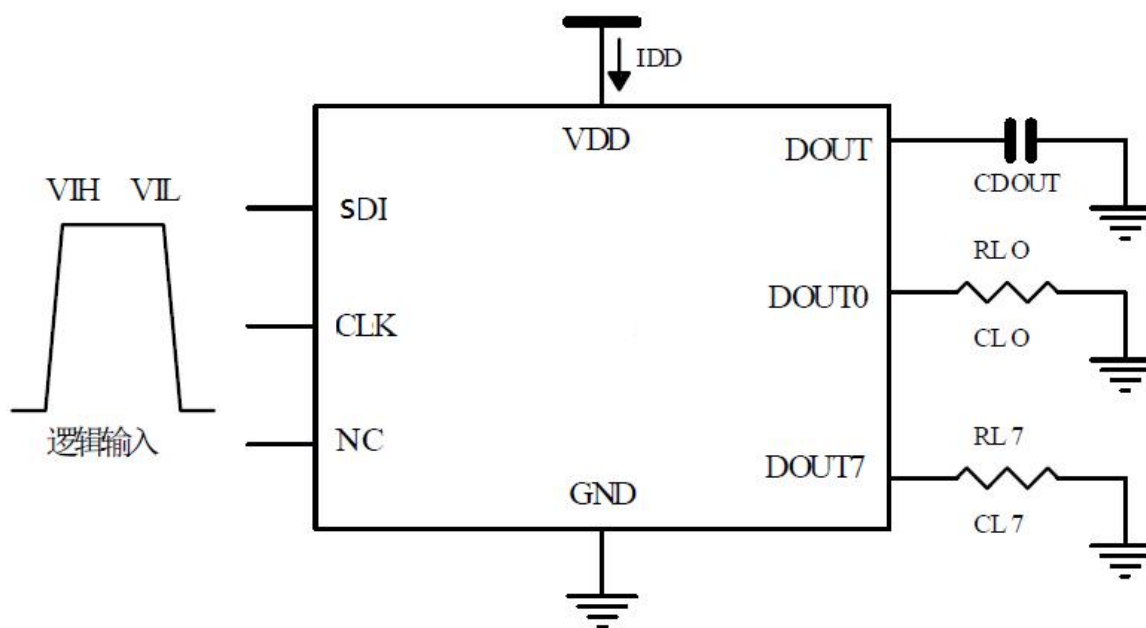 IDD
VDD
DOUT
CDOUT
VIH VIL
SDI
RL 0
DOUT0
CLK
CL 0
逻辑输入
NC
RL 7
DOUT7
GND
CL 7